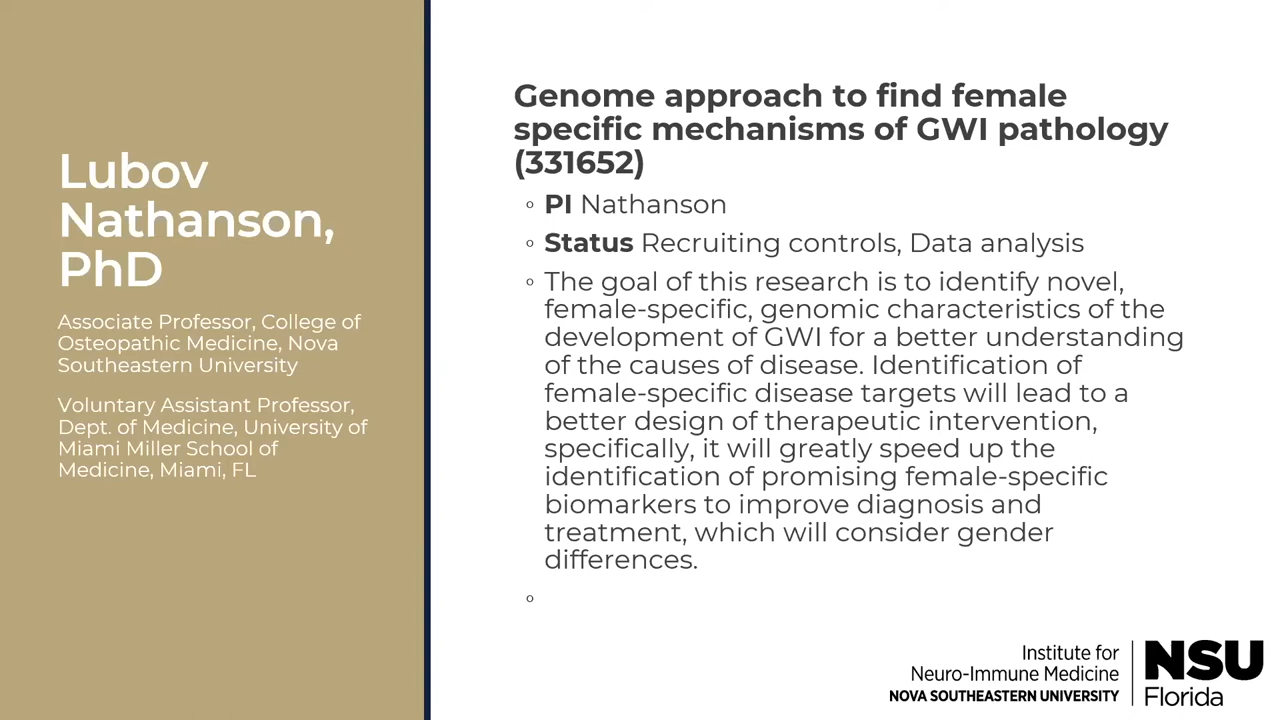 Lubov
Nathanson,
PhD
Associate Professor, College of
Osteopathic Medicine, Nova
Southeastern University
Voluntary Assistant Professor,
Dept. of Medicine, University of
Miami Miller School of
Medicine, Miami, FL
Genome approach to find female
specific mechanisms of GWI pathology
(331652)
◦ PI Nathanson
◦ Status Recruiting controls, Data analysis
◦ The goal of this research is to identify novel,
female-specific, genomic characteristics of the
development of GWI for a better understanding
of the causes of disease. Identification of
female-specific disease targets will lead to a
better design of therapeutic intervention,
specifically, it will greatly speed up the
identification of promising female-specific
biomarkers to improve diagnosis and
treatment, which will consider gender
differences.
◦
Institute for
Neuro-Immune Medicine
NOVA SOUTHEASTERN UNIVERSITY
NSU
Florida